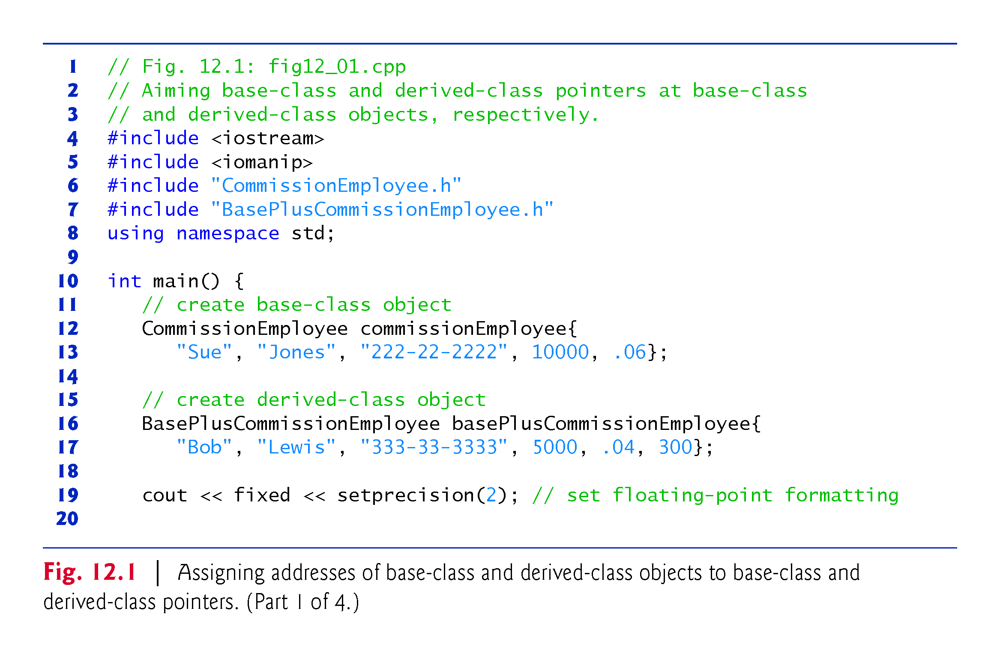 1 // Fig. 12.1: fig12_01.cpp
2 // Aiming base-class and derived-class pointers at base-class
3 // and derived-class objects, respectively.
4 #include <iostream>
5 #include <iomanip>
6 #include "CommissionEmployee.h"
7 #include "BasePlusCommissionEmployee.h"
8 using namespace std;
9
10 int main() {
11    // create base-class object
12    CommissionEmployee commissionEmployee{
13       "Sue", "Jones", "222-22-2222", 10000, .06};
14
15    // create derived-class object
16    BasePlusCommissionEmployee basePlusCommissionEmployee{
17       "Bob", "Lewis", "333-33-3333", 5000, .04, 300};
18
19    cout << fixed << setprecision(2); // set floating-point formatting
20
Fig. 12.1 | Assigning addresses of base-class and derived-class objects to base-class and
derived-class pointers. (Part 1 of 4.)